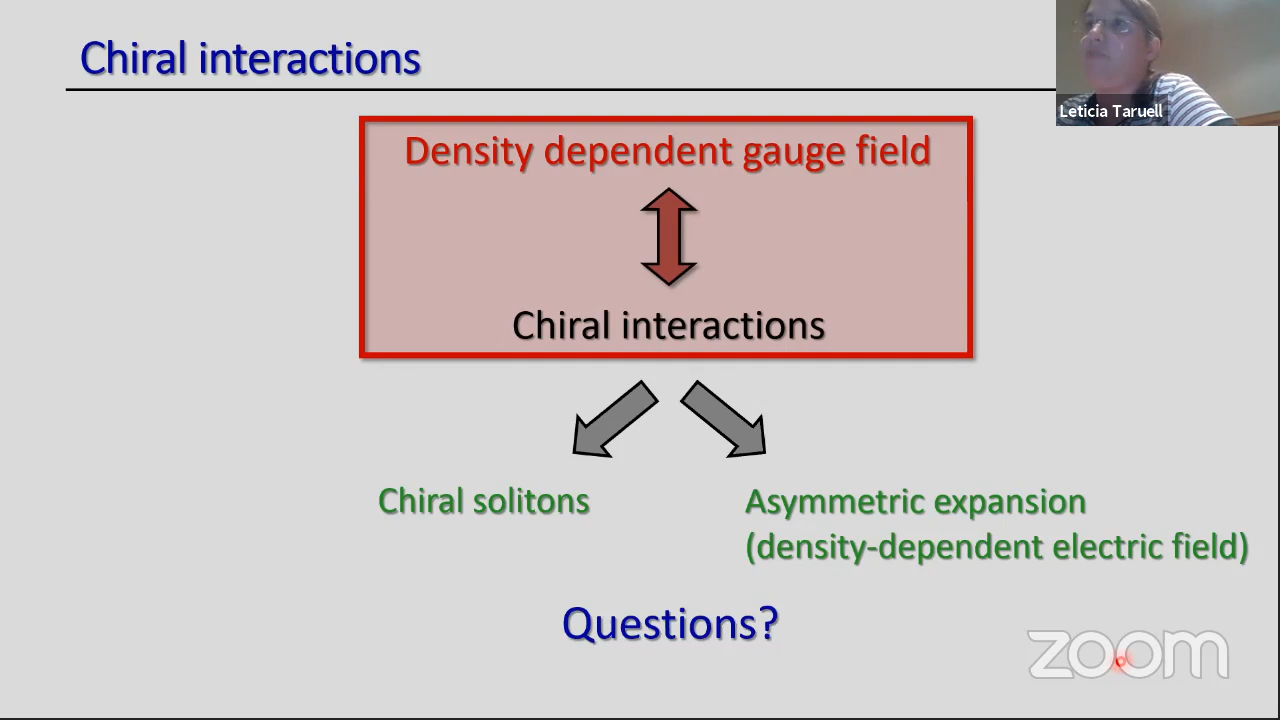 Chiral interactions
Leticia Taruell
Density dependent gauge field
Chiral interactions
Chiral solitons
Asymmetric expansion
(density-dependent electric field)
Questions?
zoom